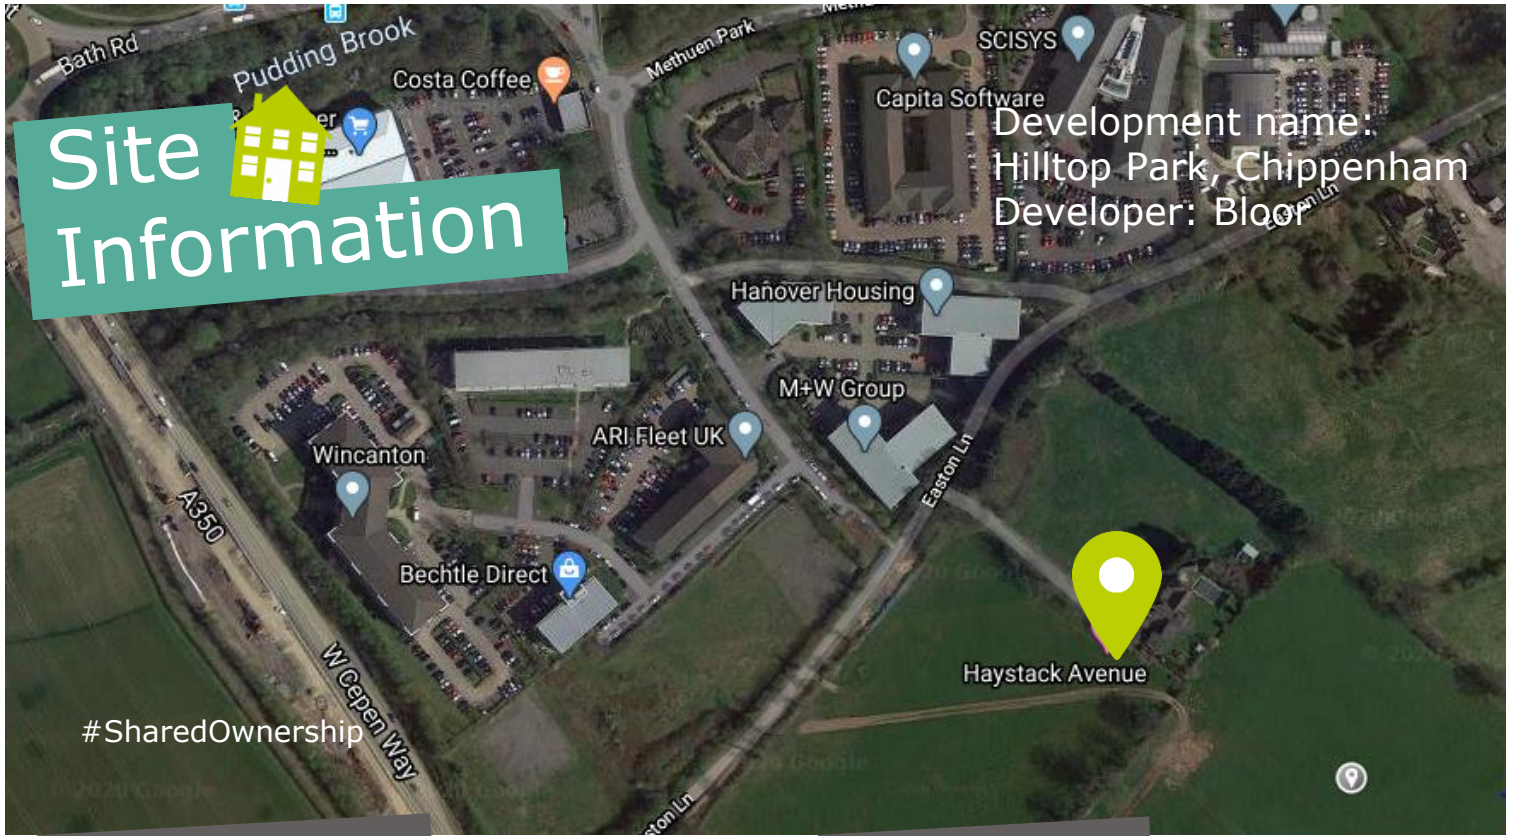 Bath Rd
Pudding Brook
Costa Coffee
Methuen Park
SCISYS
Capita Software
Site
Information
Development name:
Hilltop Park, Chippenham
Developer: Bloor
Easton Ln
Hanover Housing
M+W Group
ARI Fleet UK
Wincanton
Easton Ln
A350
Bechtle Direct
Haystack Avenue
W Cepen Way
#SharedOwnership